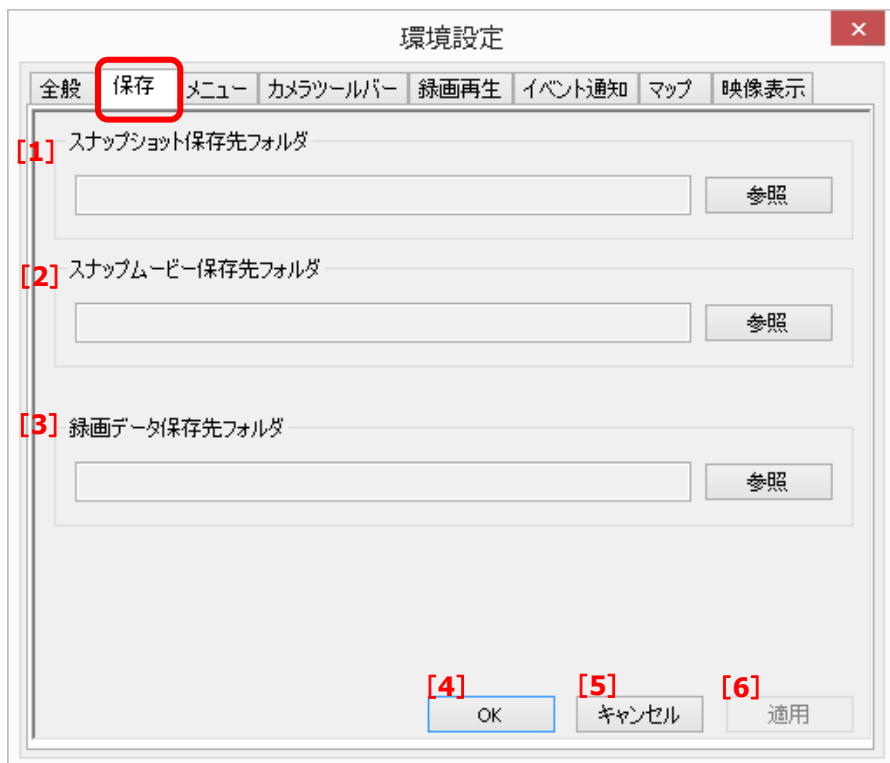 環境設定
全般 保存 メニュー カメラツールバー 録画再生 イベント通知 マップ 映像表示
[1] スナップショット保存先フォルダ
参照
[2] スナップムービー保存先フォルダ
参照
[3] 録画データ保存先フォルダ
参照
[4] [5] [6]
OK キャンセル 適用